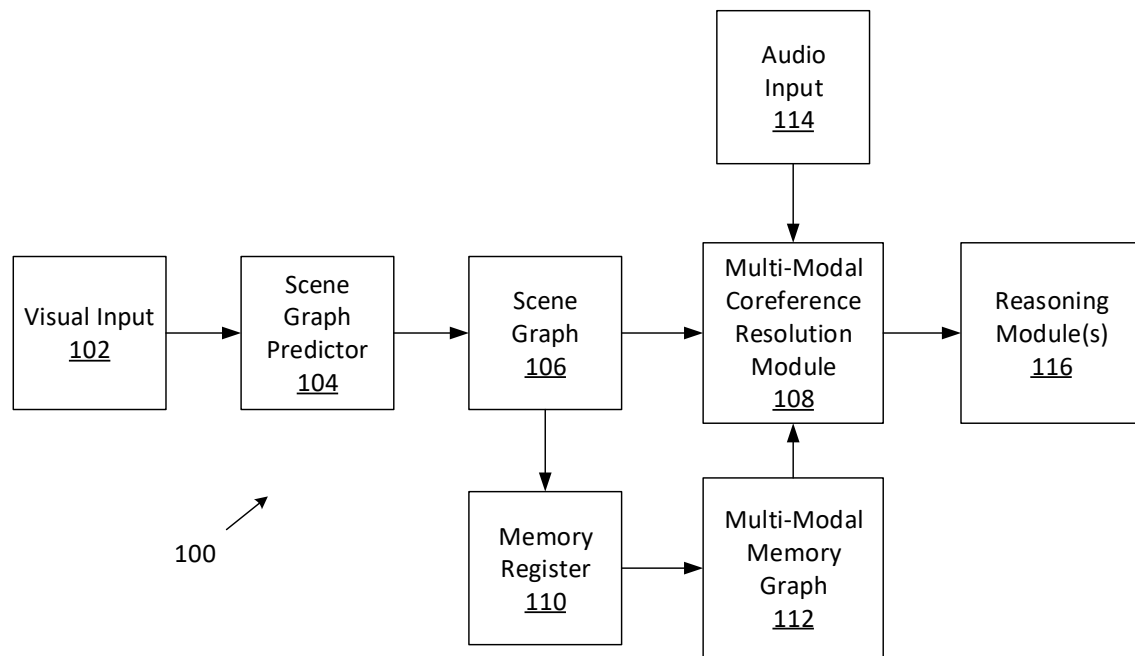 Audio
Input
114
Visual Input
102
Scene
Graph
Predictor
104
Scene
Graph
106
Multi-Modal
Coreference
Resolution
Module
108
Reasoning
Module(s)
116
100
Memory
Register
110
Multi-Modal
Memory
Graph
112